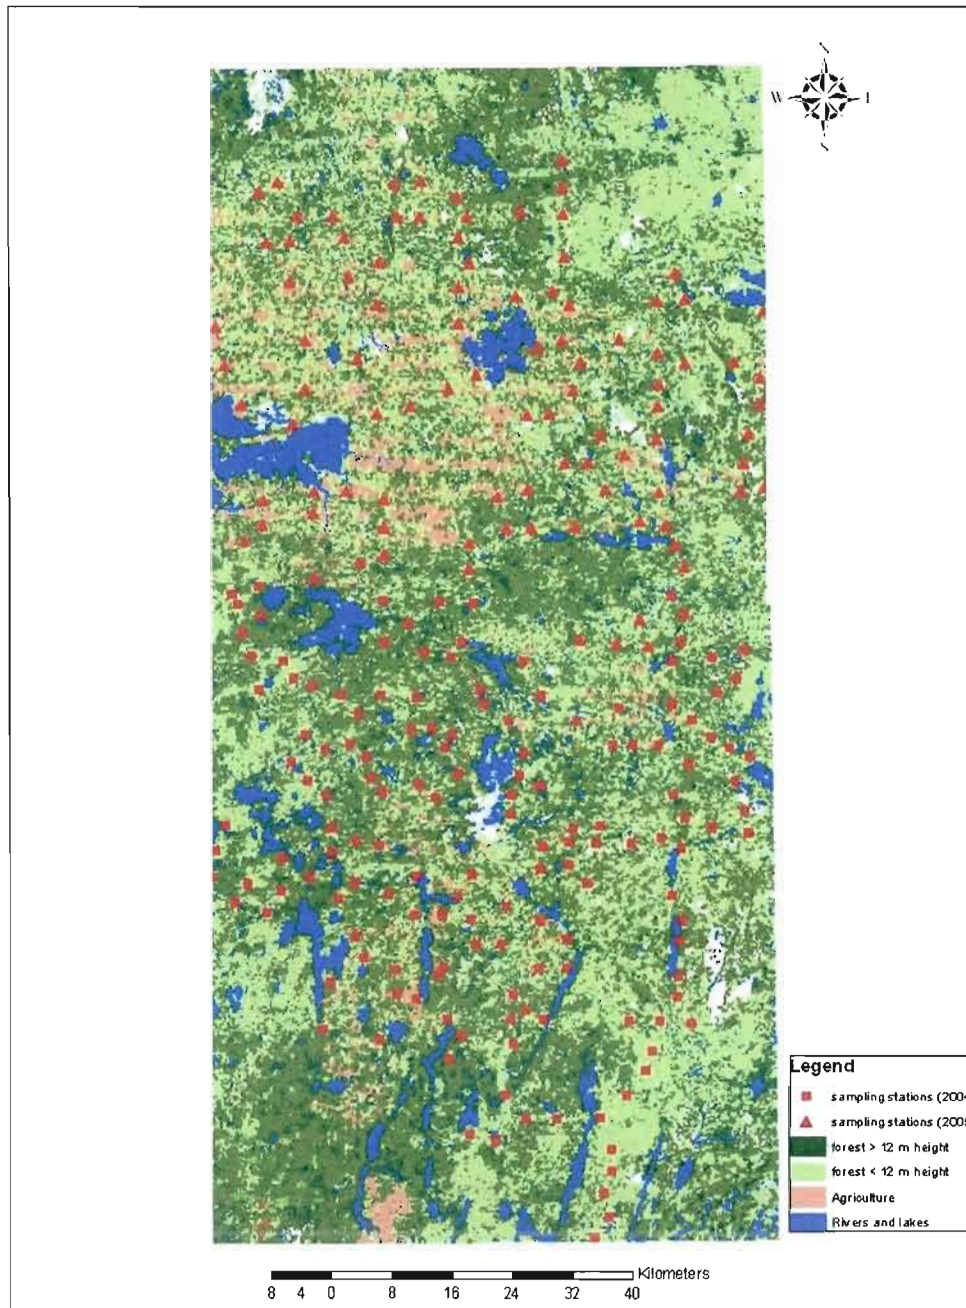 W
Legend
sampling stations (2004
sampling stations (200
forest > 12 m height
forest < 12 m height
Agriculture
Rivers and lakes
Kilometers
8 4 0 8 16 24 32 40